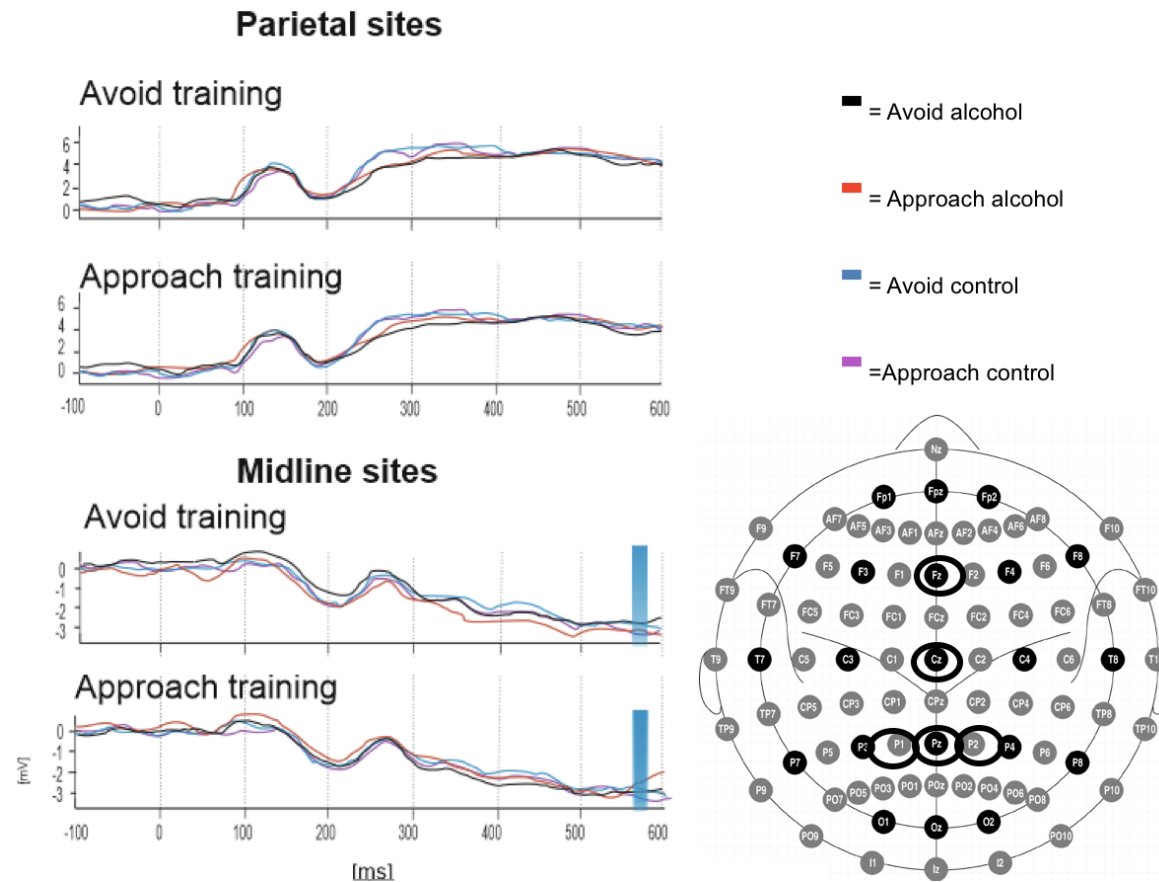 Parietal sites
Avoid training
6
4
2
0
Approach training
6
4
2
0
-100 0 100 200 300 400 500 600
Midline sites
Avoid training
0
-1
-2
-3
Approach training
0
-1
-2
-3
[mV]
-100 0 100 200 300 400 500 600
[ms]
= Avoid alcohol
= Approach alcohol
= Avoid control
=Approach control
Nz
Fp1 Fpz Fp2
AF7 AF5 AF3 AF1 AFz AF2 AF4 AF6 AF8
F9 F7 F5 F3 F1 Fz F2 F4 F6 F8 F10
FT9 FT7 FC5 FC3 FC1 FCz FC2 FC4 FC6 FT8 FT10
T9 T7 C5 C3 C1 Cz C2 C4 C6 T8
TP9 TP7 CP5 CP3 CP1 CPz CP2 CP4 CP6 TP8 TP10
P9 P7 P5 P3 P1 Pz P2 P4 P6 P8 P10
PO9 PO7 PO5 PO3 PO1 POz PO2 PO4 PO6 PO8 PO10
O1 Oz O2
I1 Iz I2